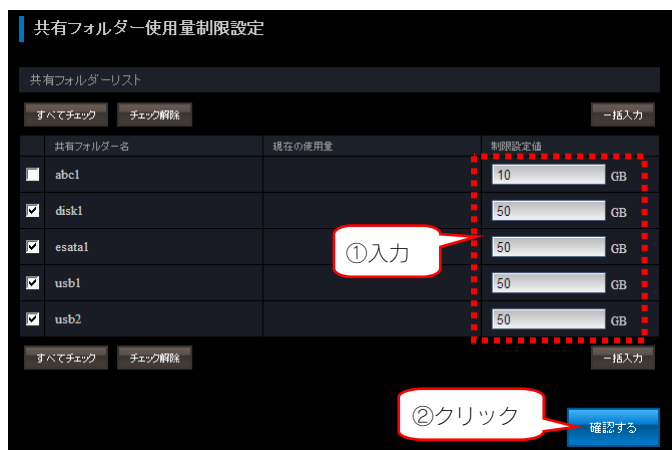 共有フォルダー使用量制限設定
共有フォルダーリスト
すべてチェック チェック解除 一括入力
共有フォルダー名 現在の使用量 制限設定値
abc1 10 GB
disk1 50 GB
esata1 50 GB
①入力
usb1 50 GB
usb2 50 GB
すべてチェック チェック解除 一括入力
②クリック
確認する